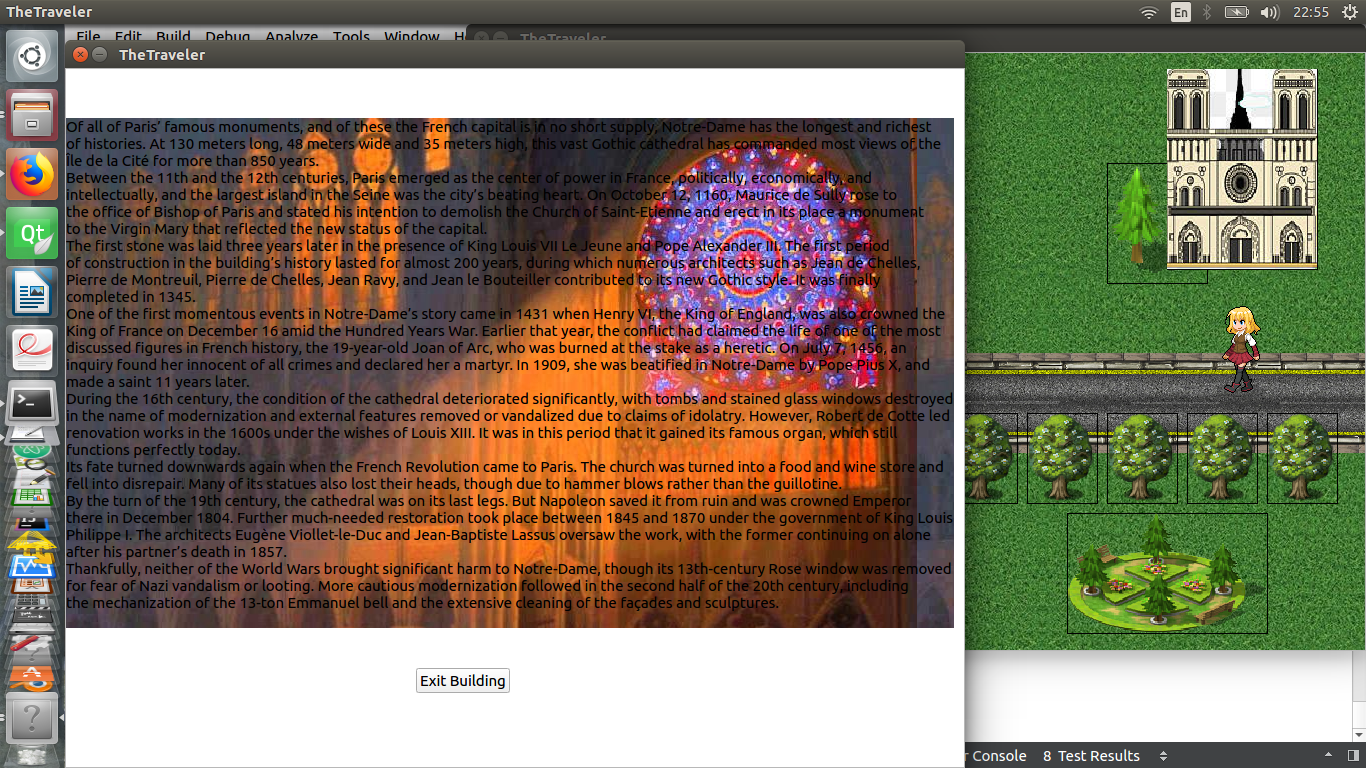 TheTraveler
En
22:55
File Edit Build Debug Analyze Tools Window H
TheTraveler
TheTraveler
Of all of Paris’ famous monuments, and of these the French capital is in no short supply, Notre-Dame has the longest and richest
of histories. At 130 meters long, 48 meters wide and 35 meters high, this vast Gothic cathedral has commanded most views of the
Île de la Cité for more than 850 years.
Between the 11th and the 12th centuries, Paris emerged as the center of power in France, politically, economically, and
intellectually, and the largest island in the Seine was the city’s beating heart. On October 12, 1160, Maurice de Sully rose to
the office of Bishop of Paris and stated his intention to demolish the Church of Saint-Etienne and erect in its place a monument
to the Virgin Mary that reflected the new status of the capital.
The first stone was laid three years later in the presence of King Louis VII Le Jeune and Pope Alexander III. The first period
of construction in the building’s history lasted for almost 200 years, during which numerous architects such as Jean de Chelles,
Pierre de Montreuil, Pierre de Chelles, Jean Ravy, and Jean le Bouteiller contributed to its new Gothic style. It was finally
completed in 1345.
One of the first momentous events in Notre-Dame’s story came in 1431 when Henry VI, the King of England, was also crowned the
King of France on December 16 amid the Hundred Years War. Earlier that year, the conflict had claimed the life of one of the most
discussed figures in French history, the 19-year-old Joan of Arc, who was burned at the stake as a heretic. On July 7, 1456, an
inquiry found her innocent of all crimes and declared her a martyr. In 1909, she was beatified in Notre-Dame by Pope Pius X, and
made a saint 11 years later.
During the 16th century, the condition of the cathedral deteriorated significantly, with tombs and stained glass windows destroyed
in the name of modernization and external features removed or vandalized due to claims of idolatry. However, Robert de Cotte led
renovation works in the 1600s under the wishes of Louis XIII. It was in this period that it gained its famous organ, which still
functions perfectly today.
Its fate turned downwards again when the French Revolution came to Paris. The church was turned into a food and wine store and
fell into disrepair. Many of its statues also lost their heads, though due to hammer blows rather than the guillotine.
By the turn of the 19th century, the cathedral was on its last legs. But Napoleon saved it from ruin and was crowned Emperor
there in December 1804. Further much-needed restoration took place between 1845 and 1870 under the government of King Louis
Philippe I. The architects Eugène Viollet-le-Duc and Jean-Baptiste Lassus oversaw the work, with the former continuing on alone
after his partner’s death in 1857.
Thankfully, neither of the World Wars brought significant harm to Notre-Dame, though its 13th-century Rose window was removed
for fear of Nazi vandalism or looting. More cautious modernization followed in the second half of the 20th century, including
the mechanization of the 13-ton Emmanuel bell and the extensive cleaning of the façades and sculptures.
Exit Building
Qt
r Console 8 Test Results